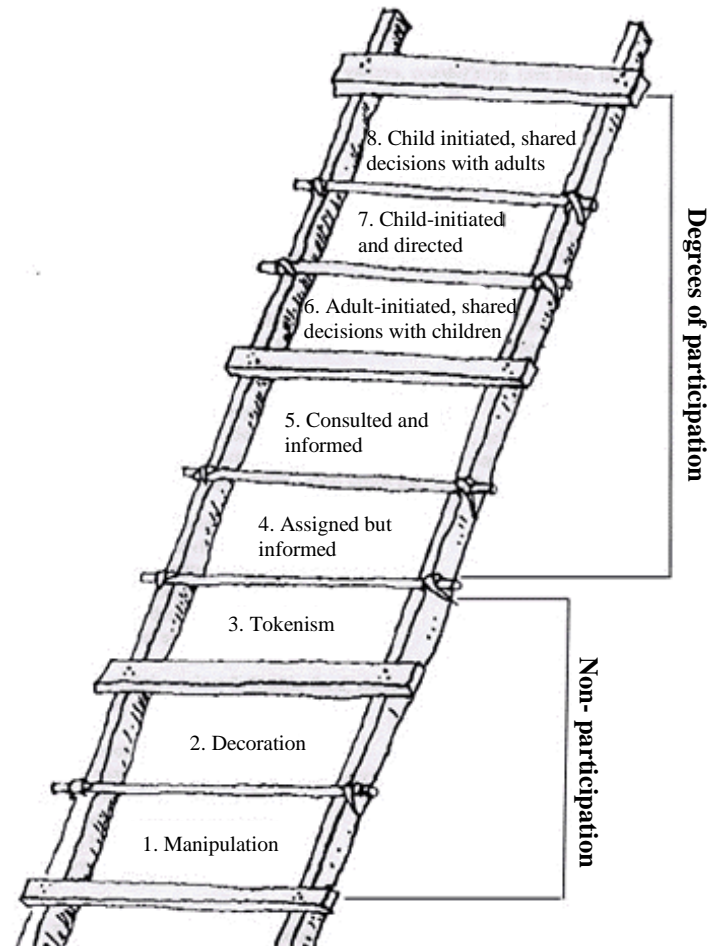 8. Child initiated, shared
decisions with adults
7. Child-initiated
and directed
6. Adult-initiated, shared
decisions with children
5. Consulted and
informed
4. Assigned but
informed
3. Tokenism
2. Decoration
1. Manipulation
Degrees of participation
Non- participation